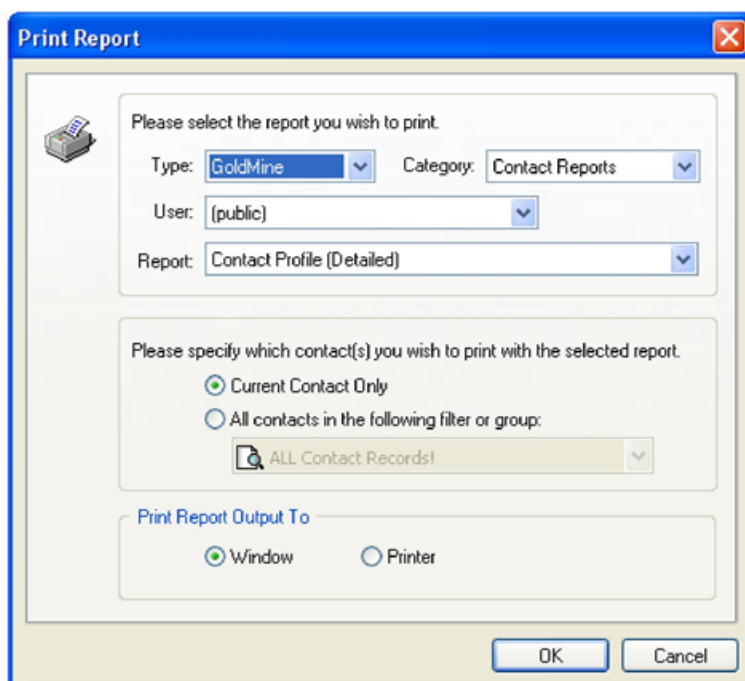 Print Report
Please select the report you wish to print.
Type: GoldMine Category: Contact Reports
User: (public)
Report: Contact Profile (Detailed)
Please specify which contact(s) you wish to print with the selected report.
Current Contact Only
All contacts in the following filter or group:
ALL Contact Records!
Print Report Output To
Window Printer
OK Cancel